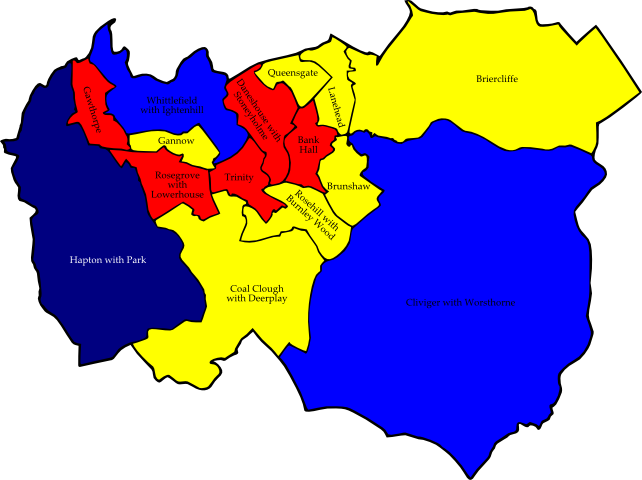 Queensgate
Briercliffe
Gawthorpe
Whittlefield
with Ightenhill
Daneshouse with
Stoneyholme
Lanehead
Gannow
Bank
Hall
Rosegrove
with
Lowerhouse
Trinity
Brunshaw
Rosehill with
Burnley Wood
Hapton with Park
Coal Clough
with Deerplay
Cliviger with Worsthorne